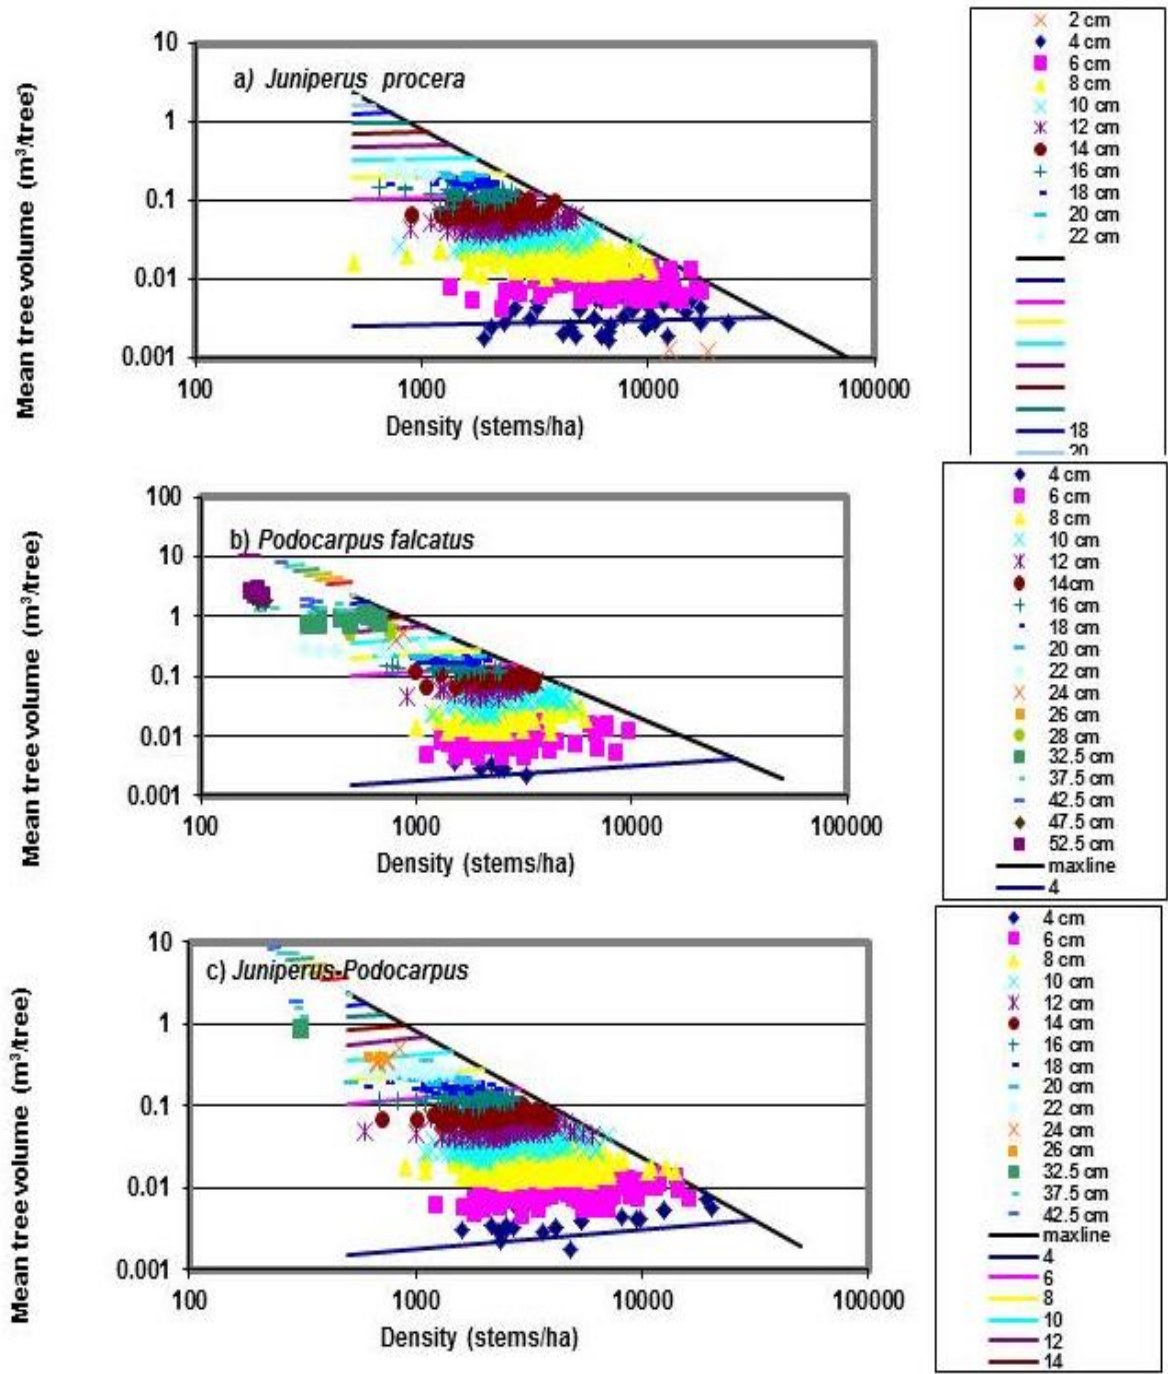 Mean tree volume (m³/tree)
a) Juniperus procera
10
1
0.1
0.01
0.001
100 1000 10000 100000
Density (stems/ha)
2 cm
4 cm
6 cm
8 cm
10 cm
12 cm
14 cm
16 cm
18 cm
20 cm
22 cm
18
20
Mean tree volume (m³/tree)
b) Podocarpus falcatus
100
10
1
0.1
0.01
0.001
100 1000 10000 100000
Density (stems/ha)
4 cm
6 cm
8 cm
10 cm
12 cm
14cm
16 cm
18 cm
20 cm
22 cm
24 cm
26 cm
28 cm
32.5 cm
37.5 cm
42.5 cm
47.5 cm
52.5 cm
maxline
4
Mean tree volume (m³/tree)
c) Juniperus-Podocarpus
10
1
0.1
0.01
0.001
100 1000 10000 100000
Density (stems/ha)
4 cm
6 cm
8 cm
10 cm
12 cm
14 cm
16 cm
18 cm
20 cm
22 cm
24 cm
26 cm
32.5 cm
37.5 cm
42.5 cm
maxline
4
6
8
10
12
14